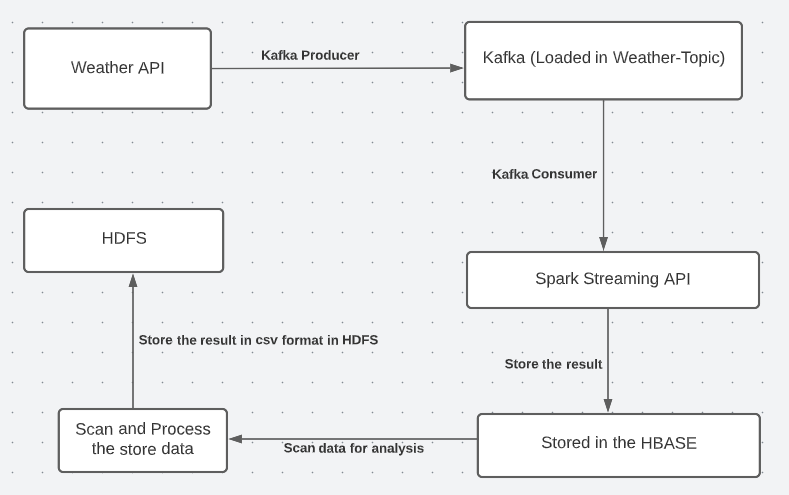 Weather API
Kafka Producer
Kafka (Loaded in Weather-Topic)
Kafka Consumer
HDFS
Spark Streaming API
Store the result in csv format in HDFS
Store the result
Scan and Process
the store data
Scan data for analysis
Stored in the HBASE